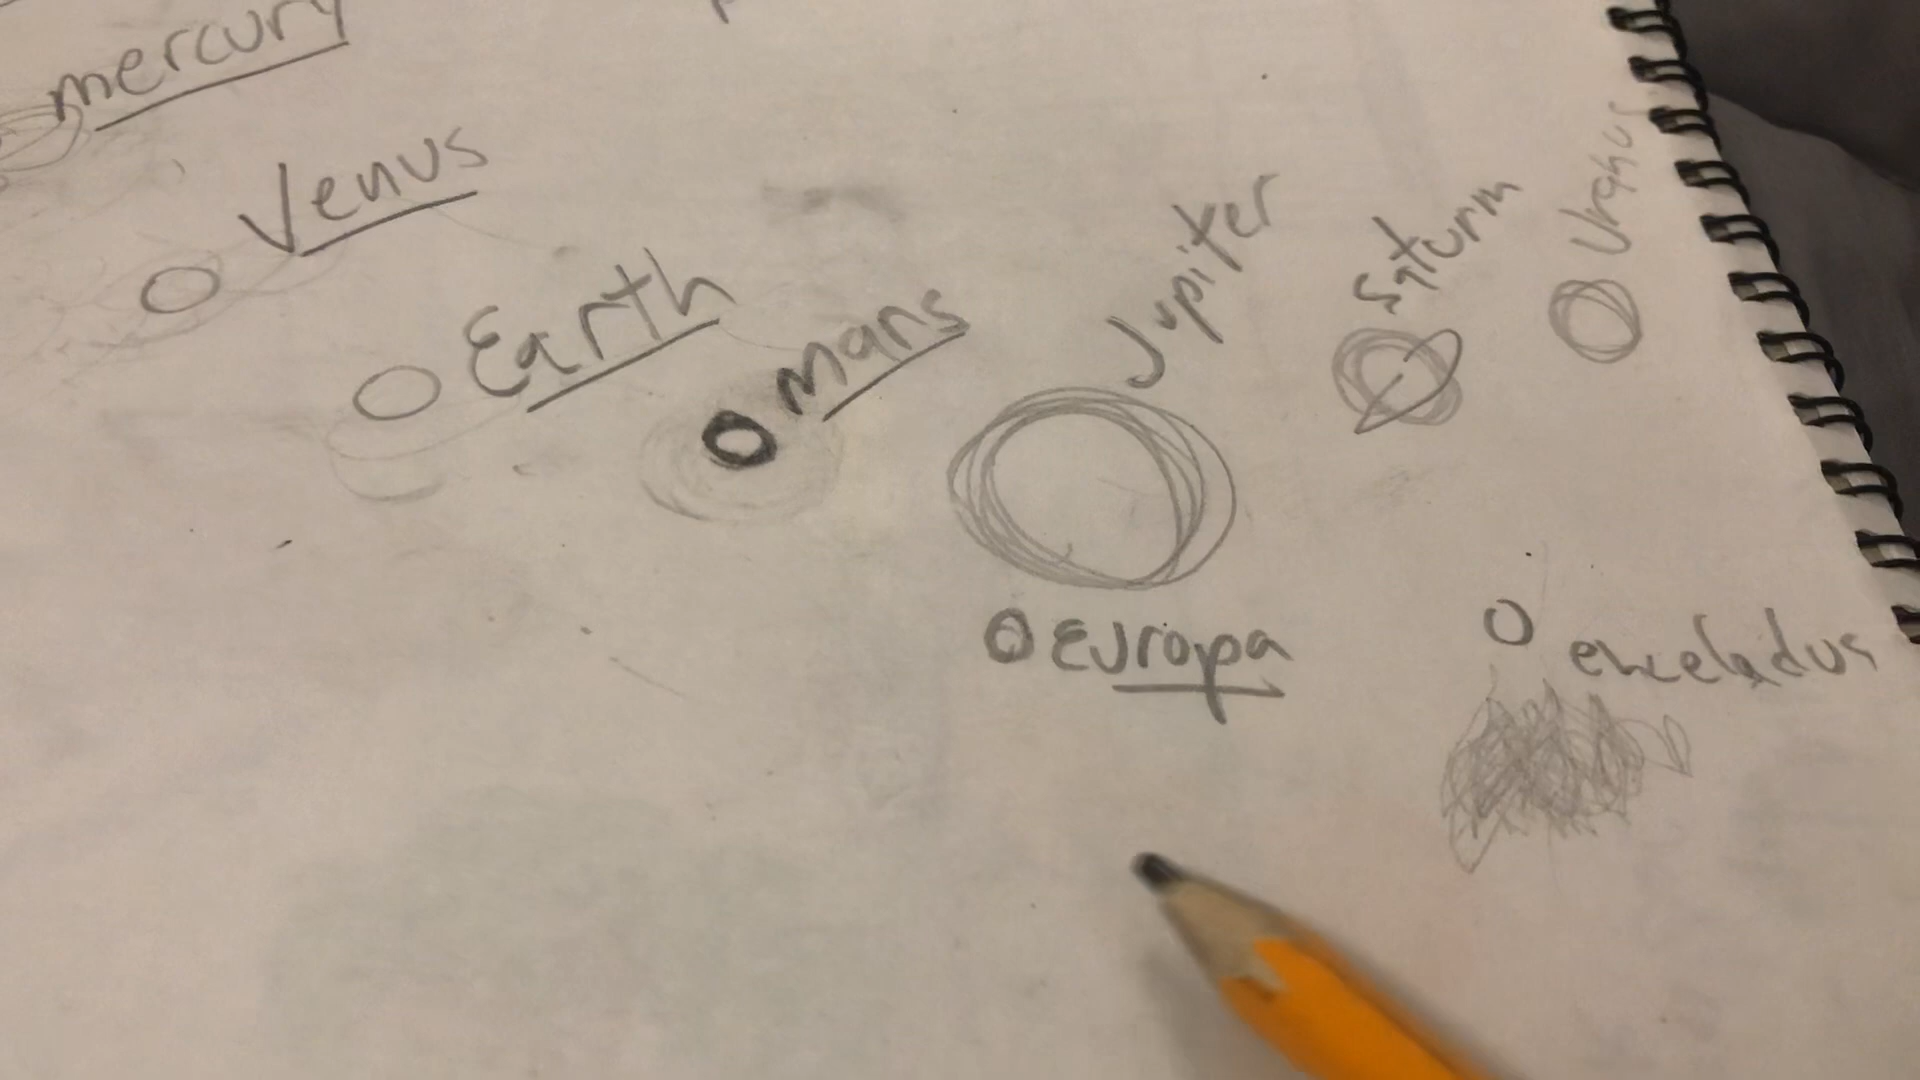 mercury
Venus
Earth
mars
Jupiter
Saturn
Uranus
Europa
enceladus